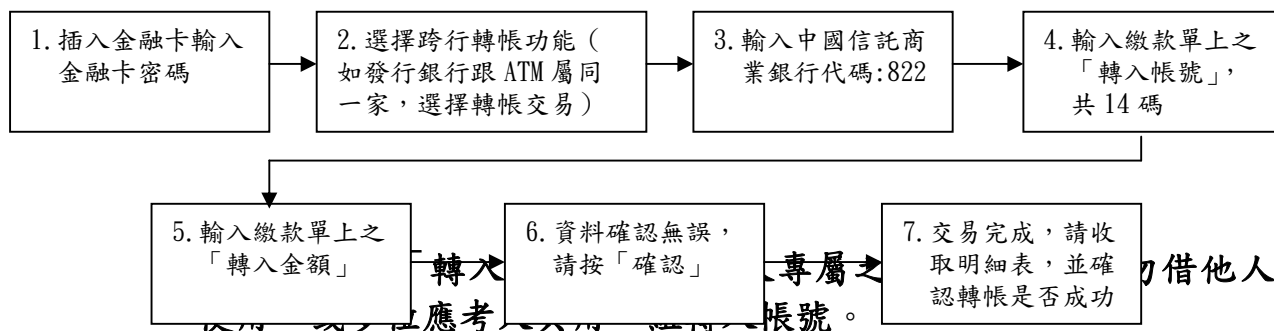 1.插入金融卡輸入
金融卡密碼
2.選擇跨行轉帳功能（
如發行銀行跟 ATM 屬同
一家，選擇轉帳交易）
3.輸入中國信託商
業銀行代碼:822
4.輸入繳款單上之
「轉入帳號」，
共 14 碼
5.輸入繳款單上之
「轉入金額」
6.資料確認無誤，
請按「確認」
7.交易完成，請收
取明細表，並確
認轉帳是否成功
「轉入 專屬之 勿借他人
應考人 帳號。